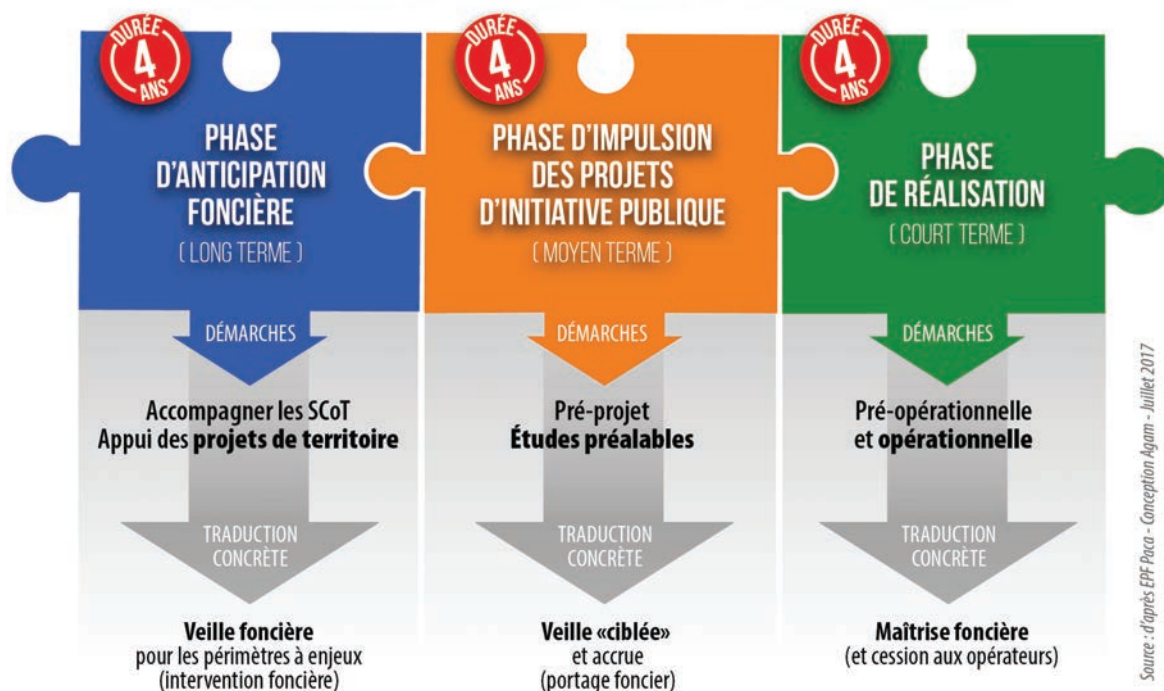 DURÉE
4
ANS
PHASE
D'ANTICIPATION
FONCIÈRE
( LONG TERME )
DÉMARCHES
Accompagner les SCoT
Appui des projets de territoire
TRADUCTION
CONCRÈTE
Veille foncière
pour les périmètres à enjeux
(intervention foncière)
DURÉE
4
ANS
PHASE D'IMPULSION
DES PROJETS
D'INITIATIVE PUBLIQUE
( MOYEN TERME )
DÉMARCHES
Pré-projet
Études préalables
TRADUCTION
CONCRÈTE
Veille «ciblée»
et accrue
(portage foncier)
DURÉE
4
ANS
PHASE
DE RÉALISATION
( COURT TERME )
DÉMARCHES
Pré-opérationnelle
et opérationnelle
TRADUCTION
CONCRÈTE
Maîtrise foncière
(et cession aux opérateurs)
Source : d'après EPF Paca - Conception Agam - Juillet 2017